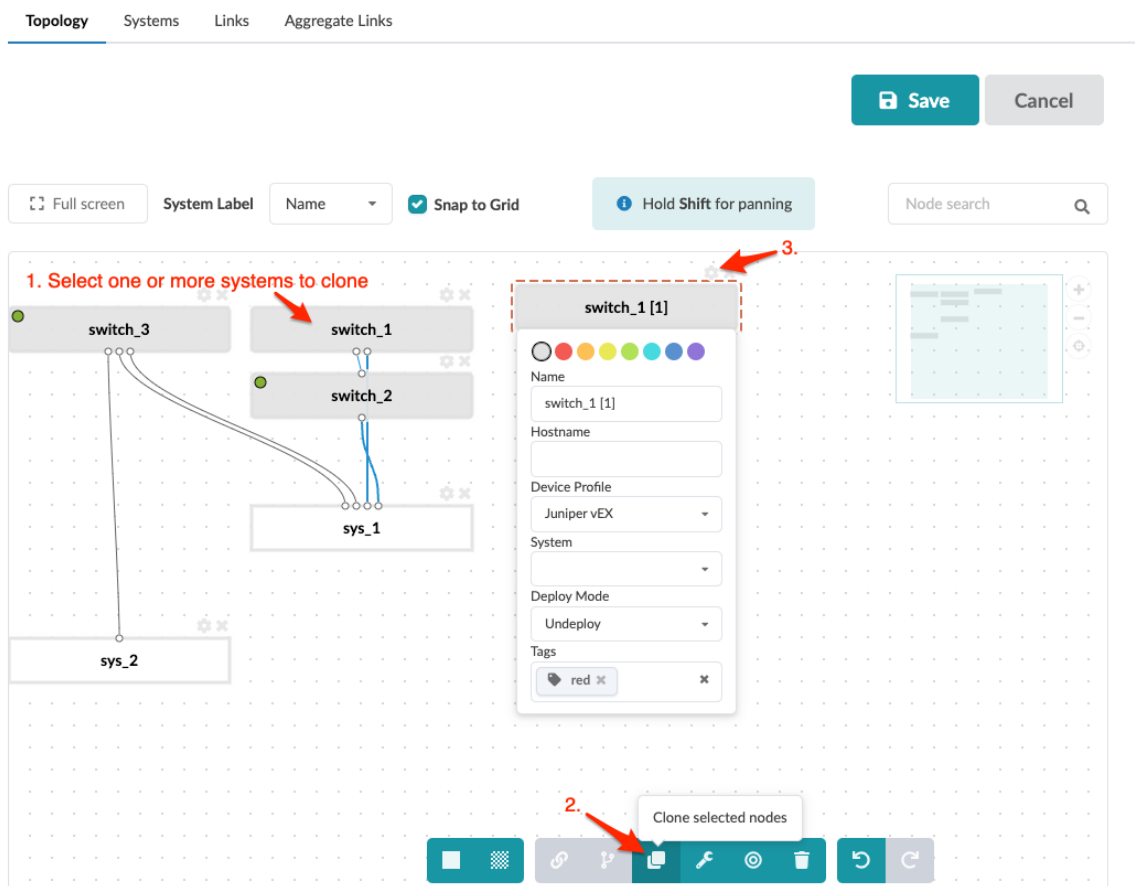 Topology Systems Links Aggregate Links
Save Cancel
Full screen System Label Name Snap to Grid Hold Shift for panning Node search
3.
1. Select one or more systems to clone
switch_3 switch_1 switch_1 [1]
switch_2
Name
switch_1 [1]
Hostname
Device Profile
Juniper vEX
sys_1
System
Deploy Mode
Undeploy
Tags
sys_2
red
2.
Clone selected nodes